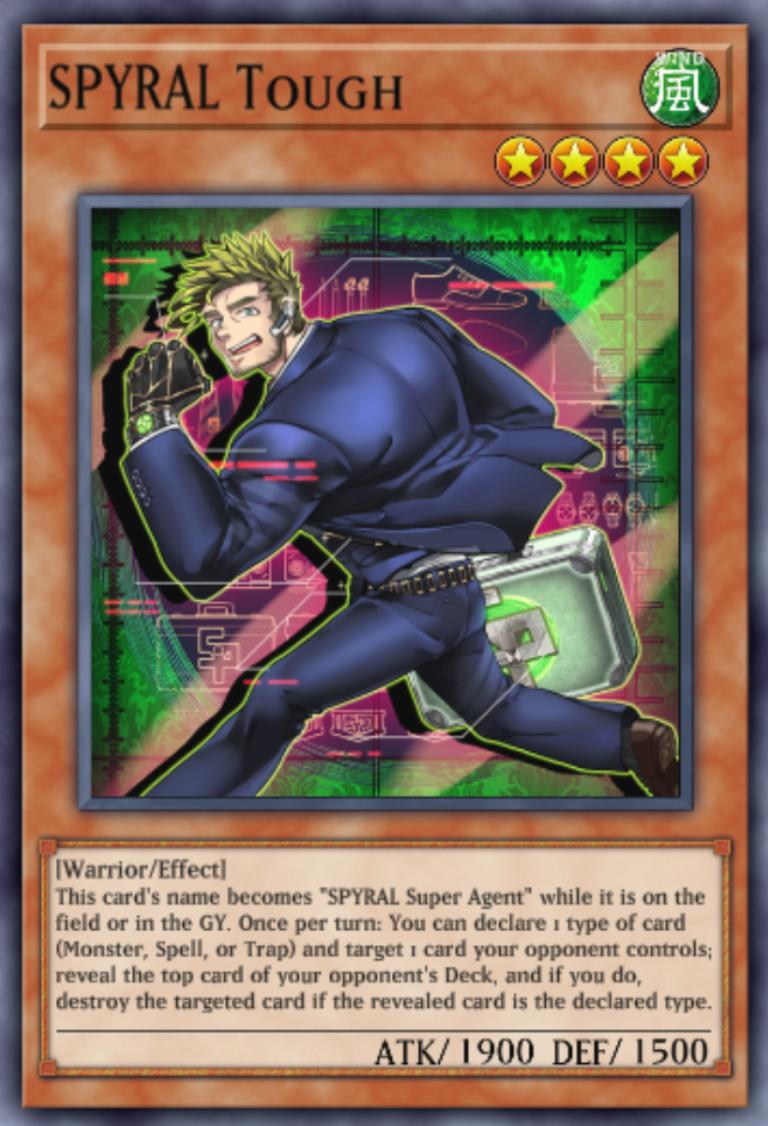 SPYRAL Tough
WIND
風
[Warrior/Effect]
This card's name becomes "SPYRAL Super Agent" while it is on the
field or in the GY. Once per turn: You can declare 1 type of card
(Monster, Spell, or Trap) and target 1 card your opponent controls;
reveal the top card of your opponent's Deck, and if you do,
destroy the targeted card if the revealed card is the declared type.
ATK/ 1900 DEF/ 1500